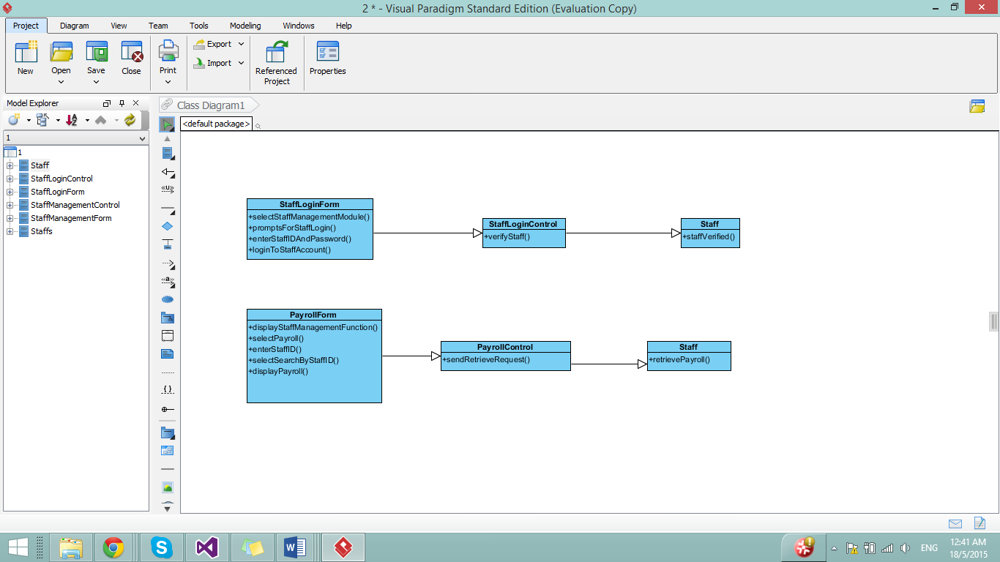 2 * - Visual Paradigm Standard Edition (Evaluation Copy)
Project Diagram View Team Tools Modeling Windows Help
New Open Save Close Print Export Import Referenced Project Properties
Model Explorer
1
1
Staff
StaffLoginControl
StaffLoginForm
StaffManagementControl
StaffManagementForm
Staffs
Class Diagram1
<default package>
StaffLoginForm
+selectStaffManagementModule()
+promptsForStaffLogin()
+enterStaffIDAndPassword()
+loginToStaffAccount()
StaffLoginControl
+verifyStaff()
Staff
+staffVerified()
PayrollForm
+displayStaffManagementFunction()
+selectPayroll()
+enterStaffID()
+selectSearchByStaffID()
+displayPayroll()
PayrollControl
+sendRetrieveRequest()
Staff
+retrievePayroll()
ENG
12:41 AM
18/5/2015